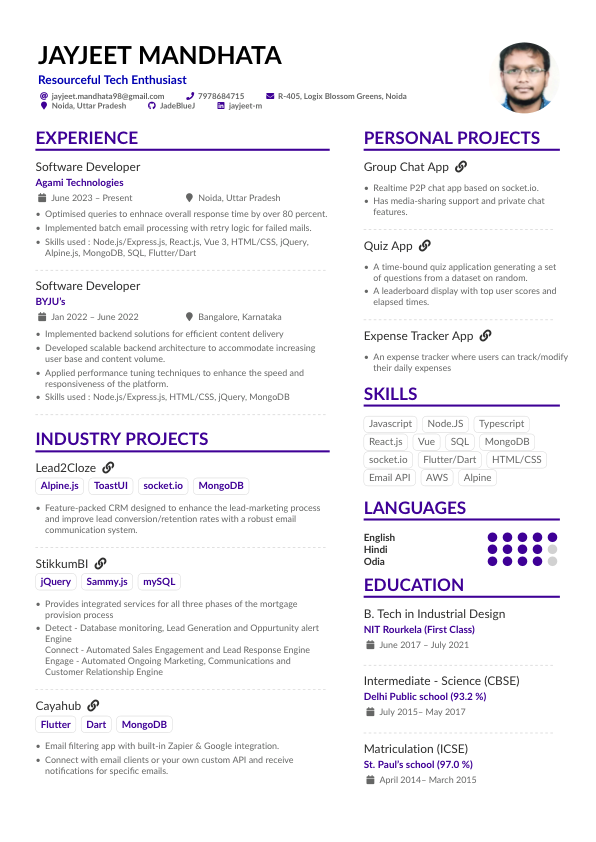 JAYJEET MANDHATA
Resourceful Tech Enthusiast
jayjeet.mandhata98@gmail.com 7978684715 R-405, Logix Blossom Greens, Noida
Noida, Uttar Pradesh JadeBlueJ jayjeet-m
EXPERIENCE
Software Developer
Agami Technologies
June 2023 – Present Noida, Uttar Pradesh
• Optimised queries to enhnace overall response time by over 80 percent.
• Implemented batch email processing with retry logic for failed mails.
• Skills used : Node.js/Express.js, React.js, Vue 3, HTML/CSS, jQuery,
Alpine.js, MongoDB, SQL, Flutter/Dart
Software Developer
BYJU's
Jan 2022 – June 2022 Bangalore, Karnataka
• Implemented backend solutions for efficient content delivery
• Developed scalable backend architecture to accommodate increasing
user base and content volume.
• Applied performance tuning techniques to enhance the speed and
responsiveness of the platform.
• Skills used : Node.js/Express.js, HTML/CSS, jQuery, MongoDB
INDUSTRY PROJECTS
Lead2Cloze
Alpine.js ToastUI socket.io MongoDB
• Feature-packed CRM designed to enhance the lead-marketing process
and improve lead conversion/retention rates with a robust email
communication system.
StikkumBI
jQuery Sammy.js mySQL
• Provides integrated services for all three phases of the mortgage
provision process
• Detect - Database monitoring, Lead Generation and Oppurtunity alert
Engine
Connect - Automated Sales Engagement and Lead Response Engine
Engage - Automated Ongoing Marketing, Communications and
Customer Relationship Engine
Cayahub
Flutter Dart MongoDB
• Email filtering app with built-in Zapier & Google integration.
• Connect with email clients or your own custom API and receive
notifications for specific emails.
PERSONAL PROJECTS
Group Chat App
• Realtime P2P chat app based on socket.io.
• Has media-sharing support and private chat
features.
Quiz App
• A time-bound quiz application generating a set
of questions from a dataset on random.
• A leaderboard display with top user scores and
elapsed times.
Expense Tracker App
• An expense tracker where users can track/modify
their daily expenses
SKILLS
Javascript Node.JS Typescript
React.js Vue SQL MongoDB
socket.io Flutter/Dart HTML/CSS
Email API AWS Alpine
LANGUAGES
English
Hindi
Odia
EDUCATION
B. Tech in Industrial Design
NIT Rourkela (First Class)
June 2017 – July 2021
Intermediate - Science (CBSE)
Delhi Public school (93.2 %)
July 2015– May 2017
Matriculation (ICSE)
St. Paul's school (97.0 %)
April 2014– March 2015